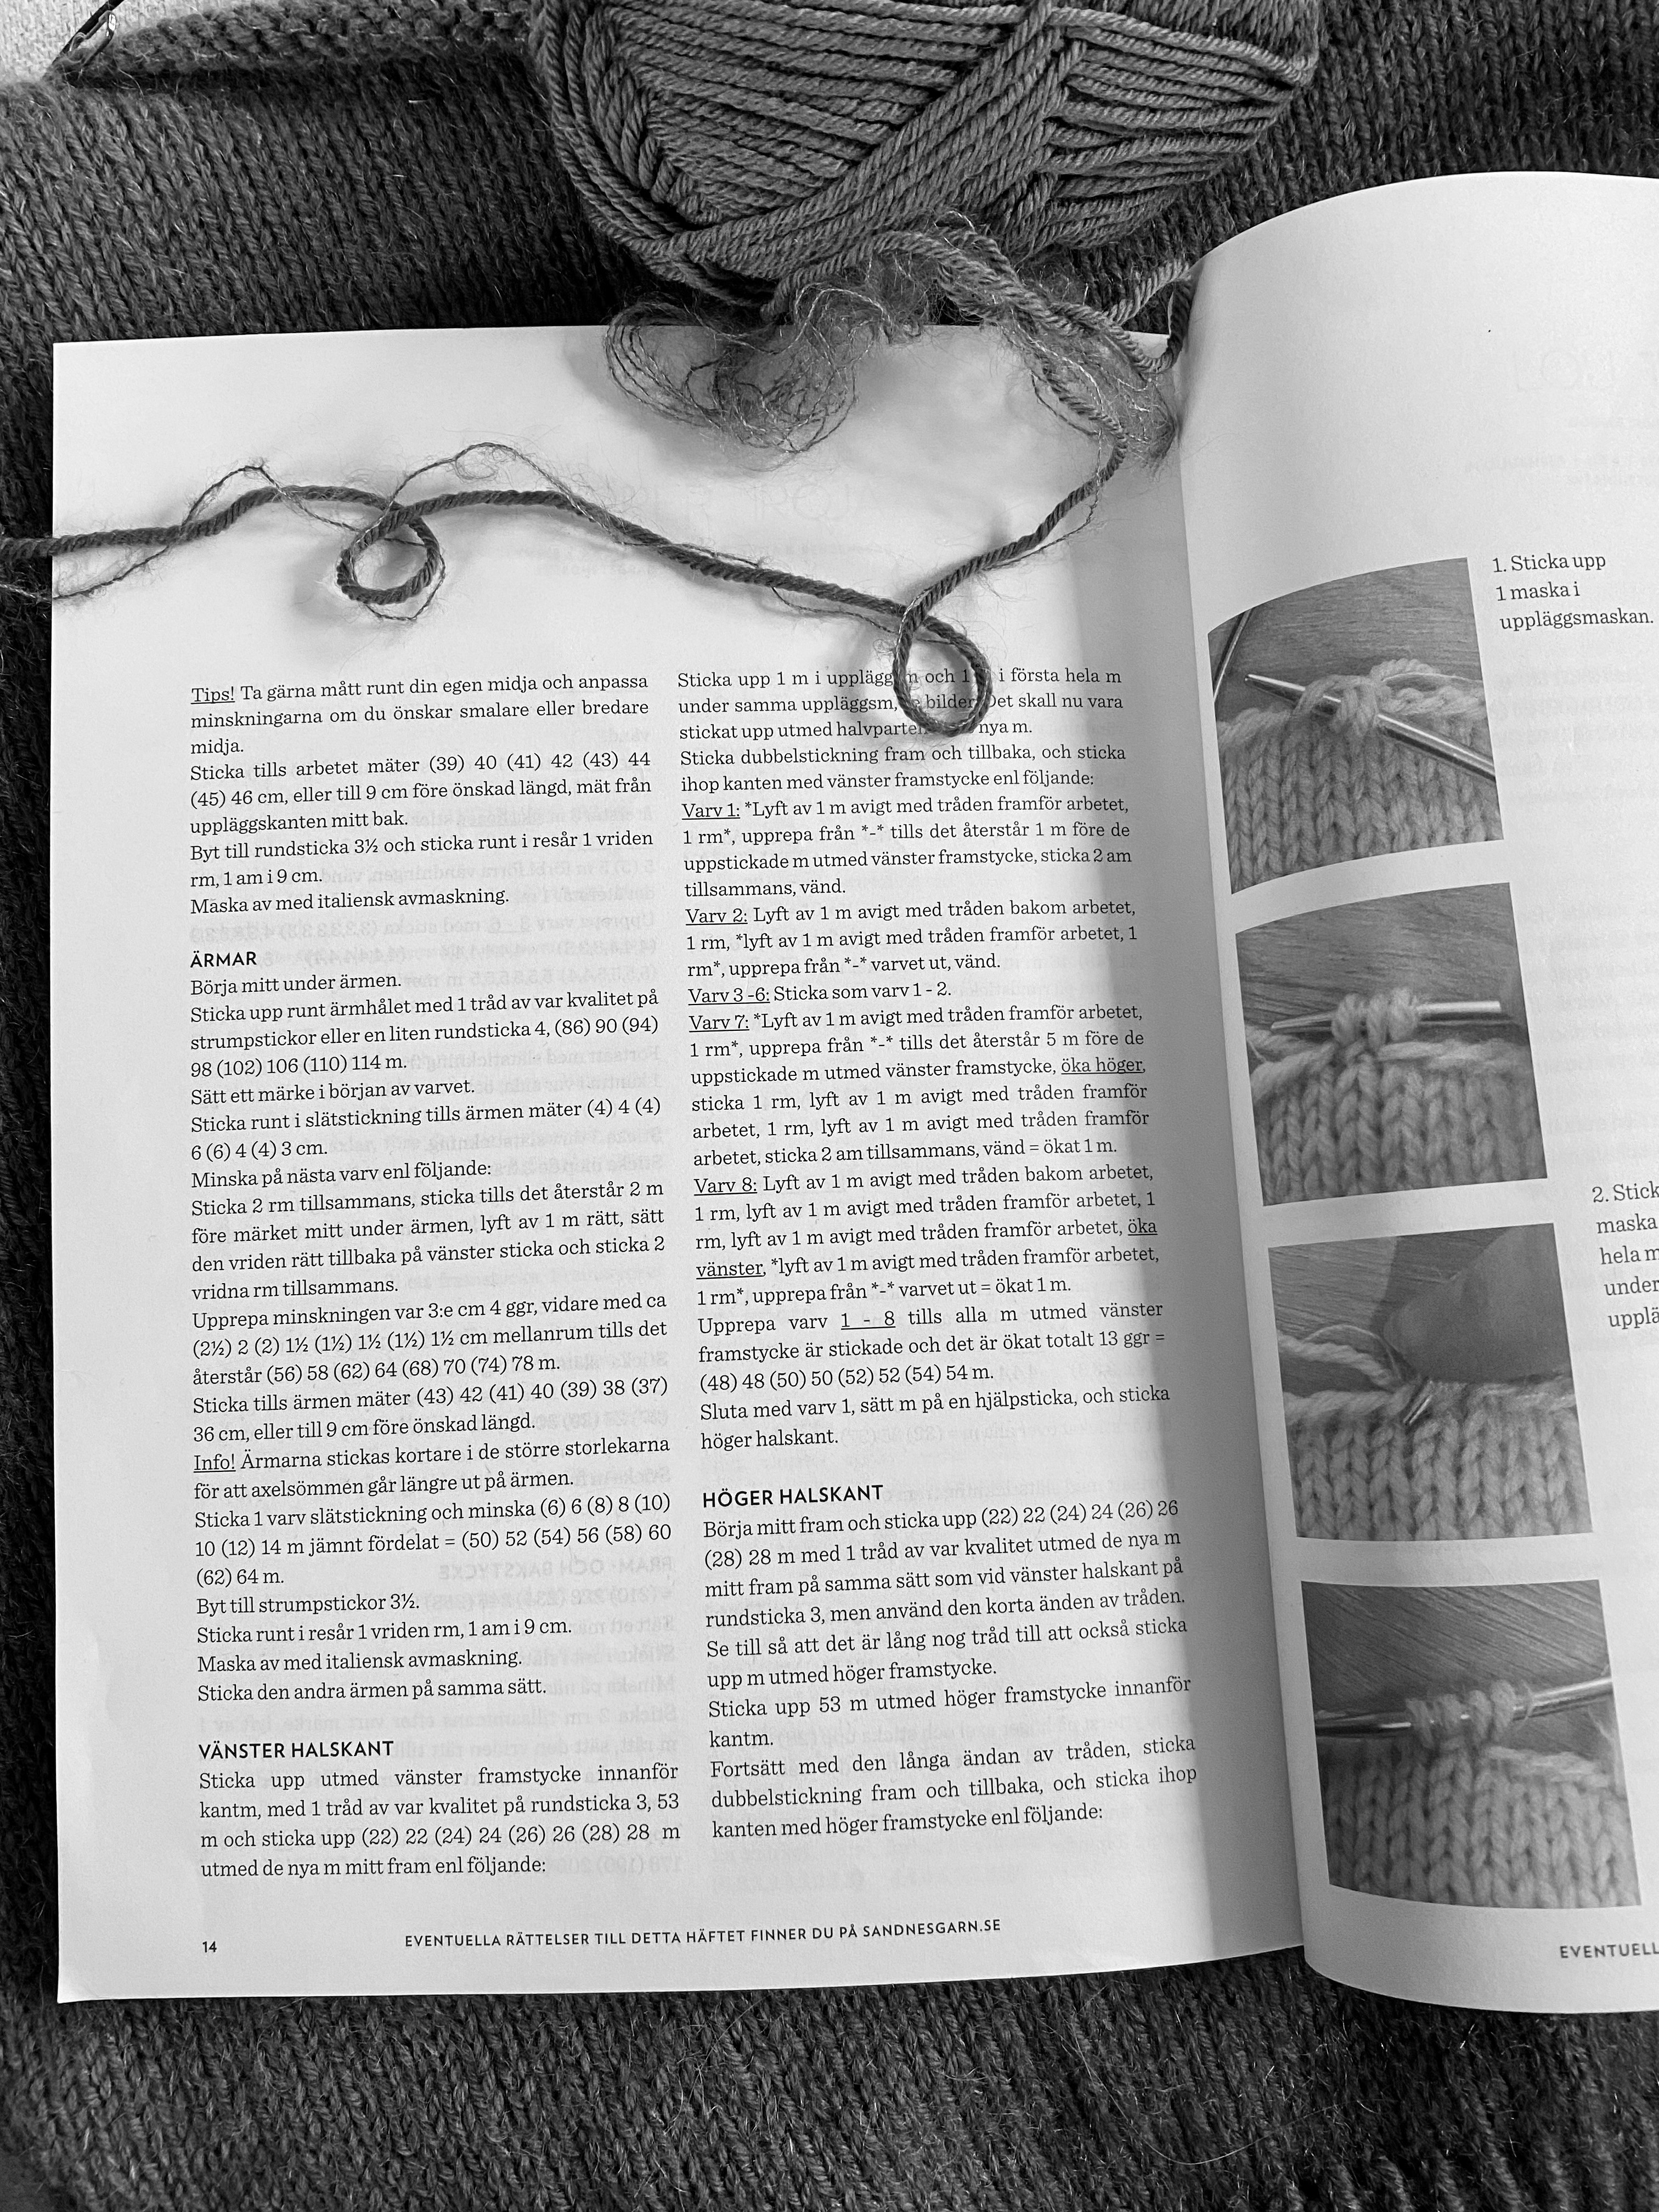 Tips! Ta gärna mått runt din egen midja och anpassa
minskningarna om du önskar smalare eller bredare
midja.
Sticka tills arbetet mäter (39) 40 (41) 42 (43) 44
(45) 46 cm, eller till 9 cm före önskad längd, mät från
uppläggskanten mitt bak.
Byt till rundsticka 3½ och sticka runt i resår 1 vriden
rm, 1 am i 9 cm.
Maska av med italiensk avmaskning.
ÄRMAR
Börja mitt under ärmen.
Sticka upp runt ärmhålet med 1 tråd av var kvalitet på
strumpstickor eller en liten rundsticka 4, (86) 90 (94)
98 (102) 106 (110) 114 m.
Sätt ett märke i början av varvet.
Sticka runt i slätstickning tills ärmen mäter (4) 4 (4)
6 (6) 4 (4) 3 cm.
Minska på nästa varv enl följande:
Sticka 2 rm tillsammans, sticka tills det återstår 2 m
före märket mitt under ärmen, lyft av 1 m rätt, sätt
den vriden rätt tillbaka på vänster sticka och sticka 2
vridna rm tillsammans.
Upprepa minskningen var 3:e cm 4 ggr, vidare med ca
(2½) 2 (2) 1½ (1½) 1½ (1½) 1½ cm mellanrum tills det
återstår (56) 58 (62) 64 (68) 70 (74) 78 m.
Sticka tills ärmen mäter (43) 42 (41) 40 (39) 38 (37)
36 cm, eller till 9 cm före önskad längd.
Info! Ärmarna stickas kortare i de större storlekarna
för att axelsömmen går längre ut på ärmen.
Sticka 1 varv slätstickning och minska (6) 6 (8) 8 (10)
10 (12) 14 m jämnt fördelat = (50) 52 (54) 56 (58) 60
(62) 64 m.
Byt till strumpstickor 3½.
Sticka runt i resår 1 vriden rm, 1 am i 9 cm.
Maska av med italiensk avmaskning.
Sticka den andra ärmen på samma sätt.
VÄNSTER HALSKANT
Sticka upp utmed vänster framstycke innanför
kantm, med 1 tråd av var kvalitet på rundsticka 3, 53
m och sticka upp (22) 22 (24) 24 (26) 26 (28) 28 m
utmed de nya m mitt fram enl följande:
Sticka upp 1 m i upplägg m och 1 i första hela m
under samma uppläggsm, bilder Det skall nu vara
stickat upp utmed nya m.
Sticka dubbelstickning fram och tillbaka, och sticka
ihop kanten med vänster framstycke enl följande:
Varv 1: *Lyft av 1 m avigt med tråden framför arbetet,
1 rm*, upprepa från *-* tills det återstår 1 m före de
uppstickade m utmed vänster framstycke, sticka 2 am
tillsammans, vänd.
Varv 2: Lyft av 1 m avigt med tråden bakom arbetet,
1 rm, *lyft av 1 m avigt med tråden framför arbetet, 1
rm*, upprepa från *-* varvet ut, vänd.
Varv 3 -6: Sticka som varv 1 - 2.
Varv 7: *Lyft av 1 m avigt med tråden framför arbetet,
1 rm*, upprepa från *-* tills det återstår 5 m före de
uppstickade m utmed vänster framstycke, öka höger,
sticka 1 rm, lyft av 1 m avigt med tråden framför
arbetet, 1 rm, lyft av 1 m avigt med tråden framför
arbetet, sticka 2 am tillsammans, vänd = ökat 1 m.
Varv 8: Lyft av 1 m avigt med tråden bakom arbetet,
1 rm, lyft av 1 m avigt med tråden framför arbetet, 1
rm, lyft av 1 m avigt med tråden framför arbetet, öka
vänster, *lyft av 1 m avigt med tråden framför arbetet,
1 rm*, upprepa från *-* varvet ut = ökat 1 m.
Upprepa varv 1 - 8 tills alla m utmed vänster
framstycke är stickade och det är ökat totalt 13 ggr =
(48) 48 (50) 50 (52) 52 (54) 54 m.
Sluta med varv 1, sätt m på en hjälpsticka, och sticka
höger halskant.
HÖGER HALSKANT
Börja mitt fram och sticka upp (22) 22 (24) 24 (26) 26
(28) 28 m med 1 tråd av var kvalitet utmed de nya m
mitt fram på samma sätt som vid vänster halskant på
rundsticka 3, men använd den korta änden av tråden.
Se till så att det är lång nog tråd till att också sticka
upp m utmed höger framstycke.
Sticka upp 53 m utmed höger framstycke innanför
kantm.
Fortsätt med den långa ändan av tråden, sticka
dubbelstickning fram och tillbaka, och sticka ihop
kanten med höger framstycke enl följande:
14
EVENTUELLA RÄTTELSER TILL DETTA HÄFTET FINNER DU PÅ SANDNESGARN.SE
1. Sticka upp
1 maska i
uppläggsmaskan.
2. Stick
maska
hela m
under
upplä
EVENTUELL